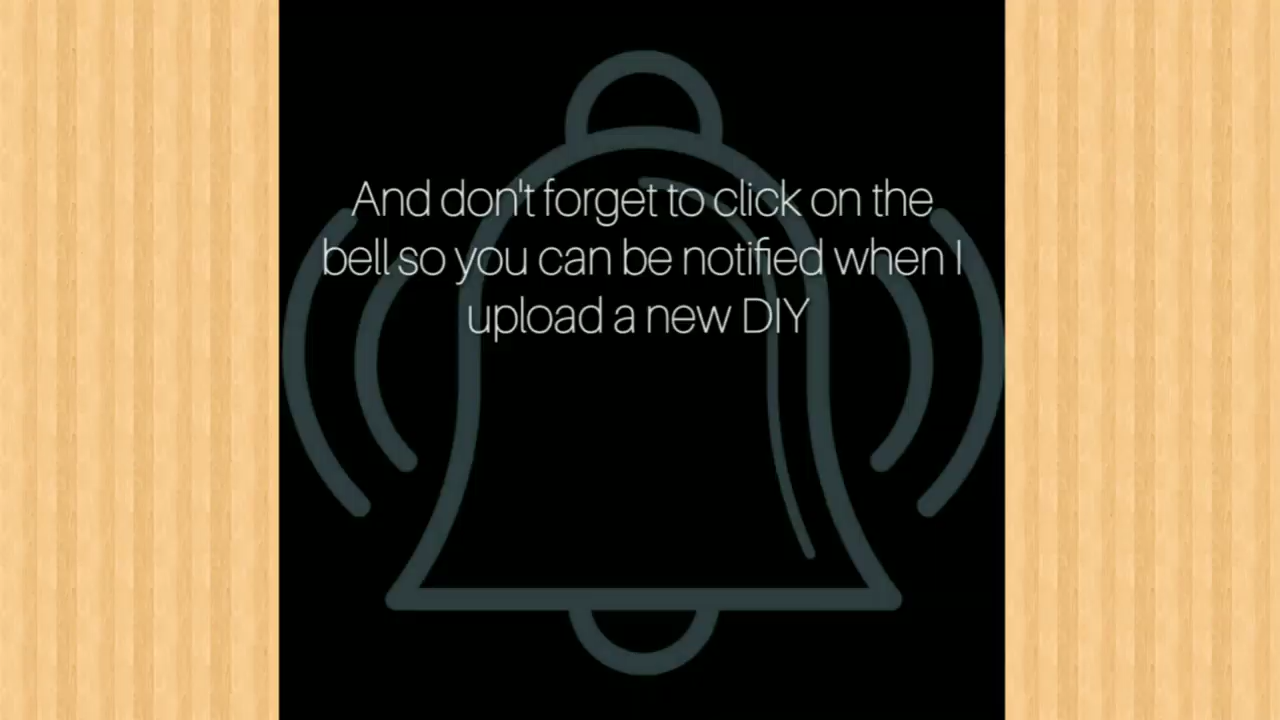 And don't forget to click on the
bell so you can be notified when I
upload a new DIY